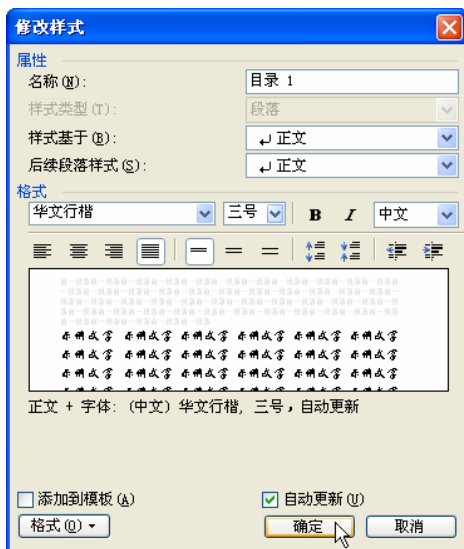 修改样式
属性
名称(N): 目录 1
样式类型(T): 段落
样式基于(B): 正文
后续段落样式(S): 正文
格式
华文行楷 三号 B I 中文
示例文字 示例文字 示例文字 示例文字 示例文字 示例文字
示例文字 示例文字 示例文字 示例文字 示例文字 示例文字
示例文字 示例文字 示例文字 示例文字 示例文字 示例文字
正文 + 字体: (中文) 华文行楷, 三号,自动更新
添加到模板(A) 自动更新(U)
格式(O) 确定 取消